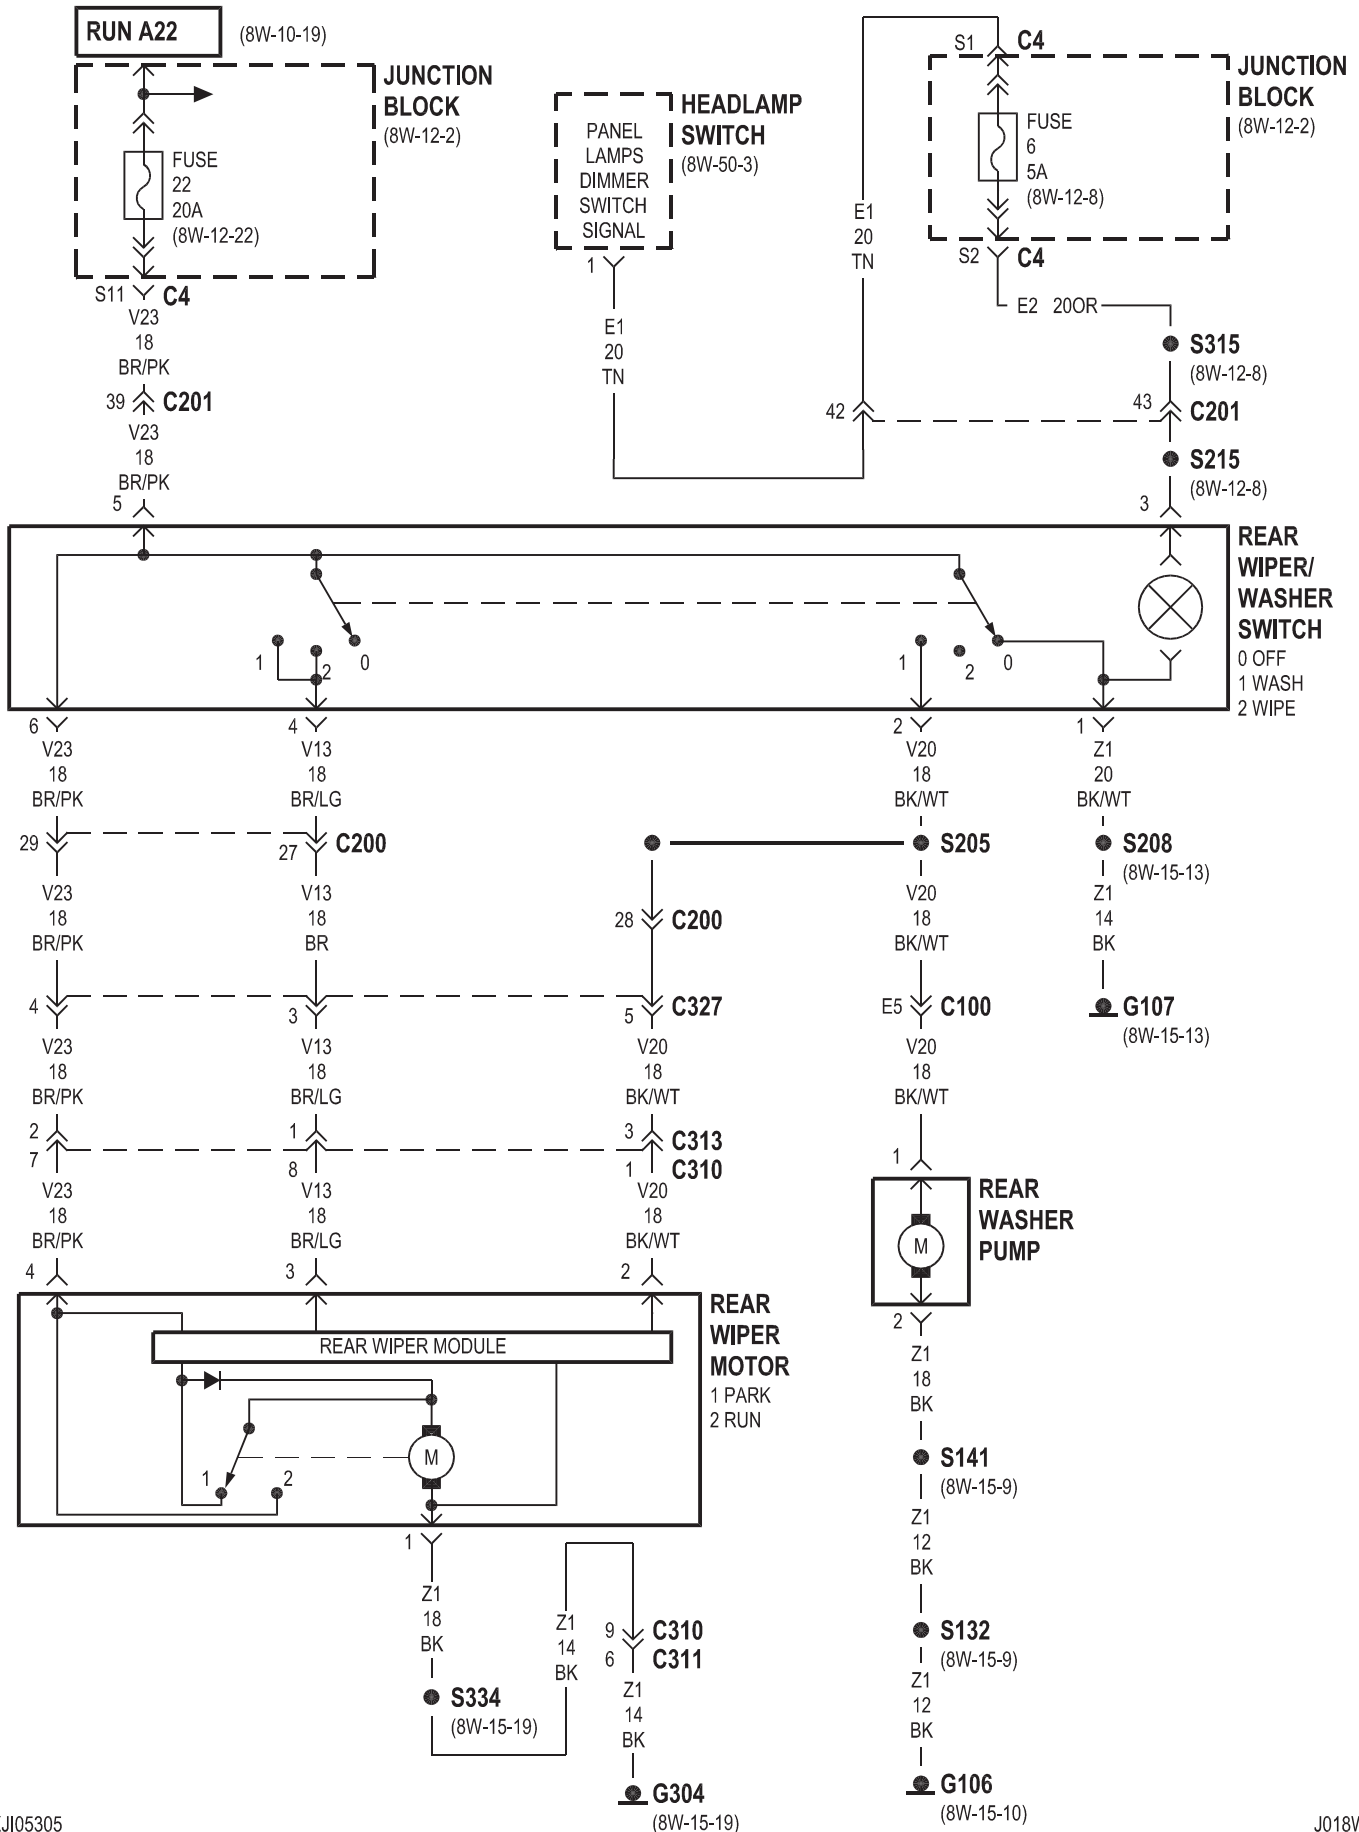 RUN A22
(8W-10-19)
JUNCTION
BLOCK
(8W-12-2)
FUSE
22
20A
(8W-12-22)
S11
C4
V23
18
BR/PK
39
C201
V23
18
BR/PK
5
HEADLAMP
SWITCH
(8W-50-3)
PANEL
LAMPS
DIMMER
SWITCH
SIGNAL
1
E1
20
TN
E1
20
TN
42
S1
C4
JUNCTION
BLOCK
(8W-12-2)
FUSE
6
5A
(8W-12-8)
S2
C4
E2 20OR
S315
(8W-12-8)
43
C201
S215
(8W-12-8)
3
REAR
WIPER/
WASHER
SWITCH
0 OFF
1 WASH
2 WIPE
1
2
0
1
2
0
6
4
2
1
V23
18
BR/PK
V13
18
BR/LG
V20
18
BK/WT
Z1
20
BK/WT
29
27
C200
S205
S208
(8W-15-13)
V23
18
BR/PK
V13
18
BR
28
C200
V20
18
BK/WT
Z1
14
BK
4
3
5
C327
E5
C100
G107
(8W-15-13)
V23
18
BR/PK
V13
18
BR/LG
V20
18
BK/WT
V20
18
BK/WT
2
1
3
C313
7
8
1
C310
V23
18
BR/PK
V13
18
BR/LG
V20
18
BK/WT
4
3
2
1
REAR
WASHER
PUMP
M
2
REAR
WIPER
MOTOR
1 PARK
2 RUN
REAR WIPER MODULE
M
1
2
1
Z1
18
BK
S334
(8W-15-19)
Z1
14
BK
9
C310
6
C311
Z1
14
BK
G304
(8W-15-19)
Z1
18
BK
S141
(8W-15-9)
Z1
12
BK
S132
(8W-15-9)
Z1
12
BK
G106
(8W-15-10)
JI05305
J018W